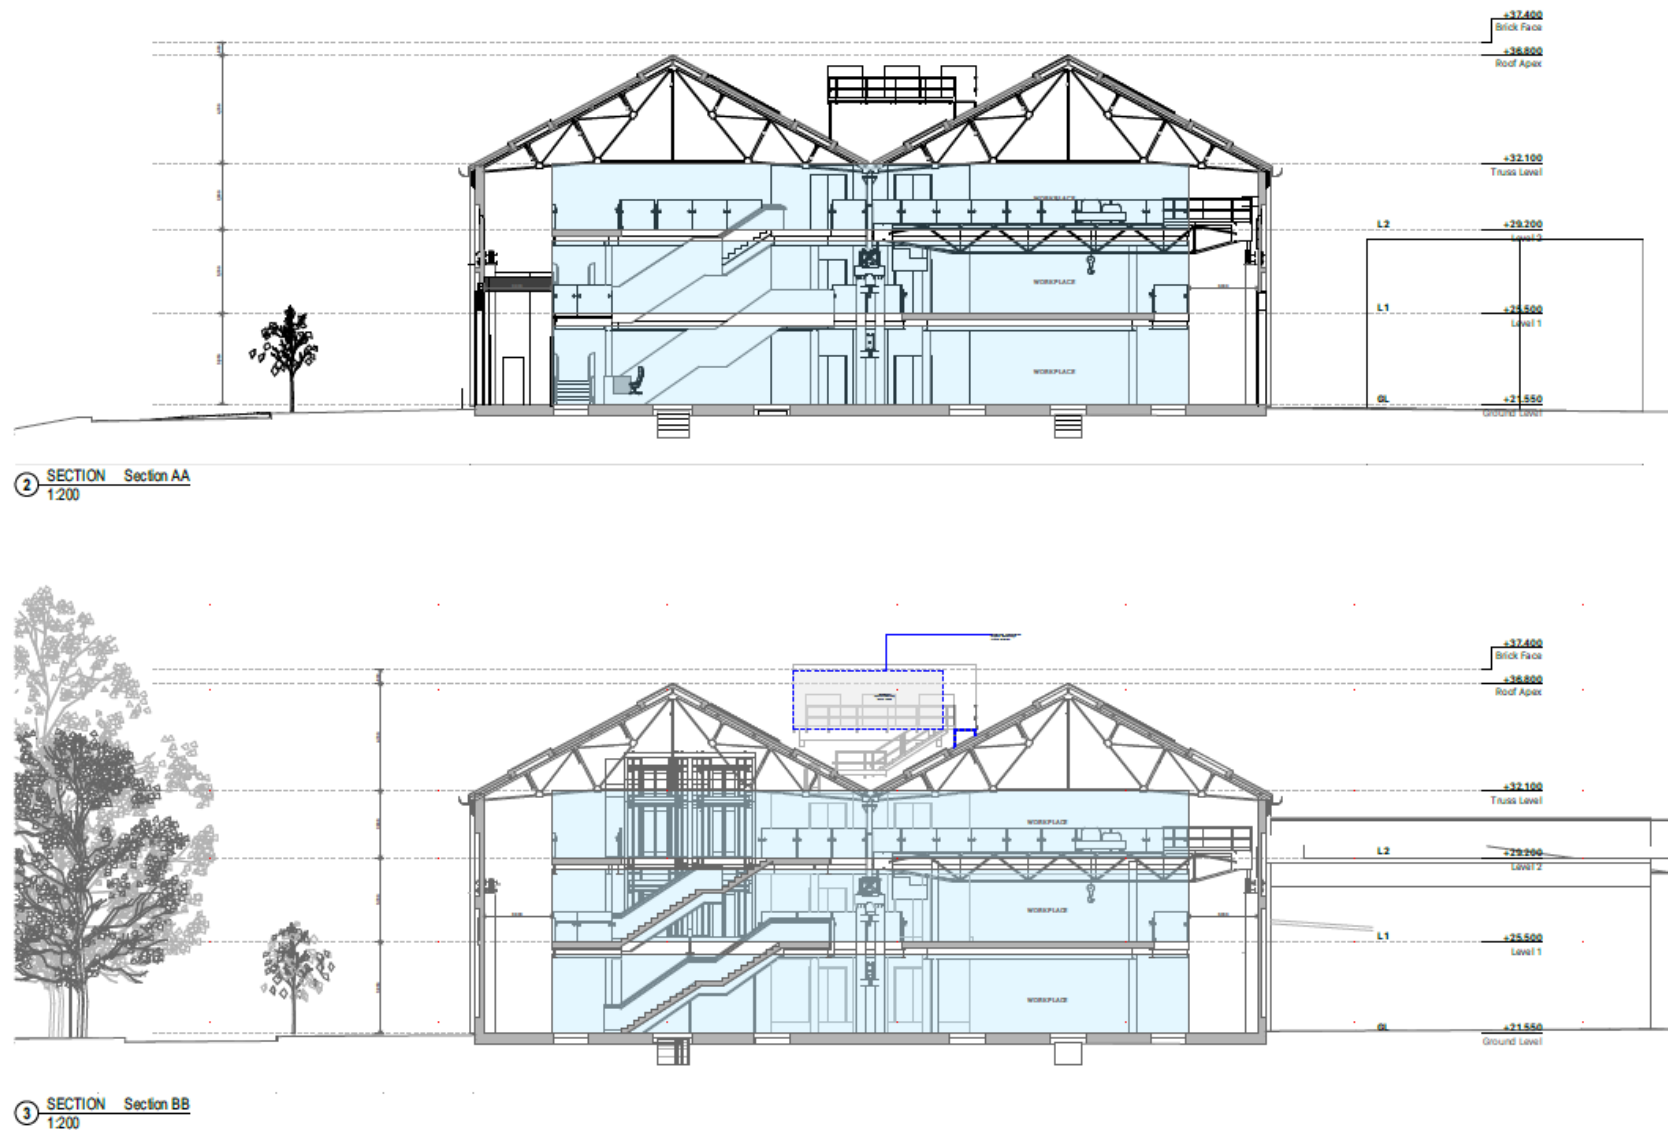 +37.400
Brick Face
+36.800
Roof Apex
+32.100
Truss Level
WORKPLACE
L2
+29.200
Level 2
WORKPLACE
L1
+25.500
Level 1
WORKPLACE
GL
+21.550
Ground Level
2 SECTION Section AA
1:200
+37.400
Brick Face
+36.800
Roof Apex
+32.100
Truss Level
WORKPLACE
L2
+29.200
Level 2
WORKPLACE
L1
+25.500
Level 1
WORKPLACE
GL
+21.550
Ground Level
3 SECTION Section BB
1:200